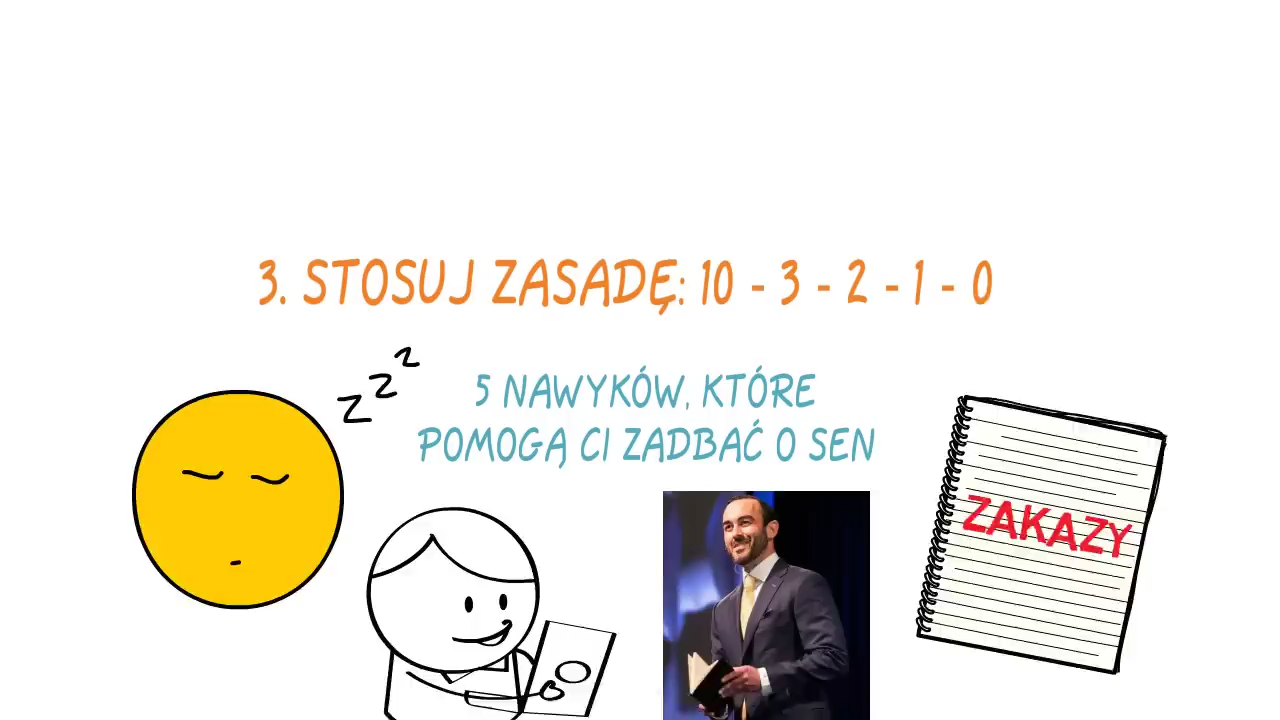 3. STOSUJ ZASADĘ: 10 - 3 - 2 - 1 - 0
z z z
5 NAWYKÓW, KTÓRE
POMOGĄ CI ZADBAĆ O SEN
ZAKAZY